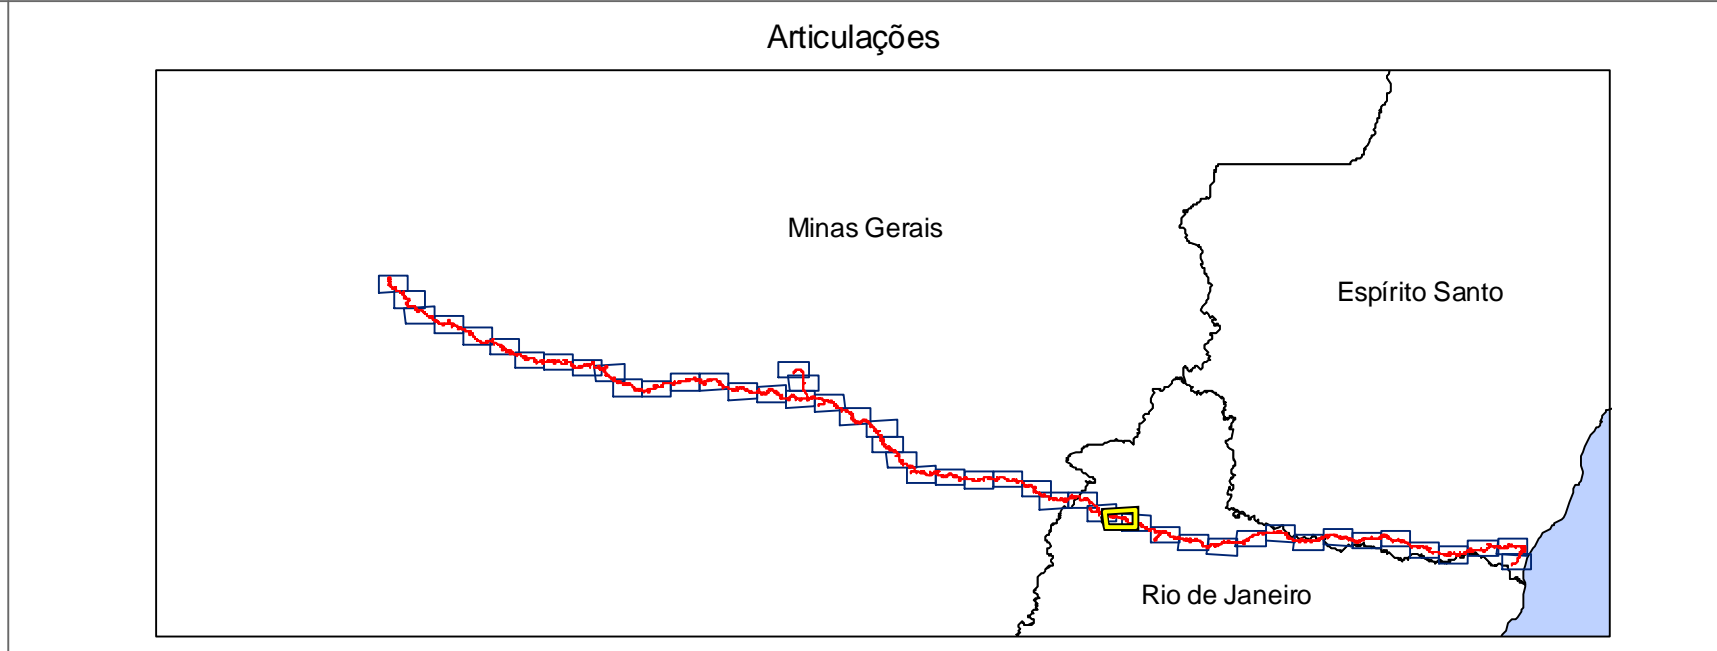 Articulações
Minas Gerais
Espírito Santo
Rio de Janeiro